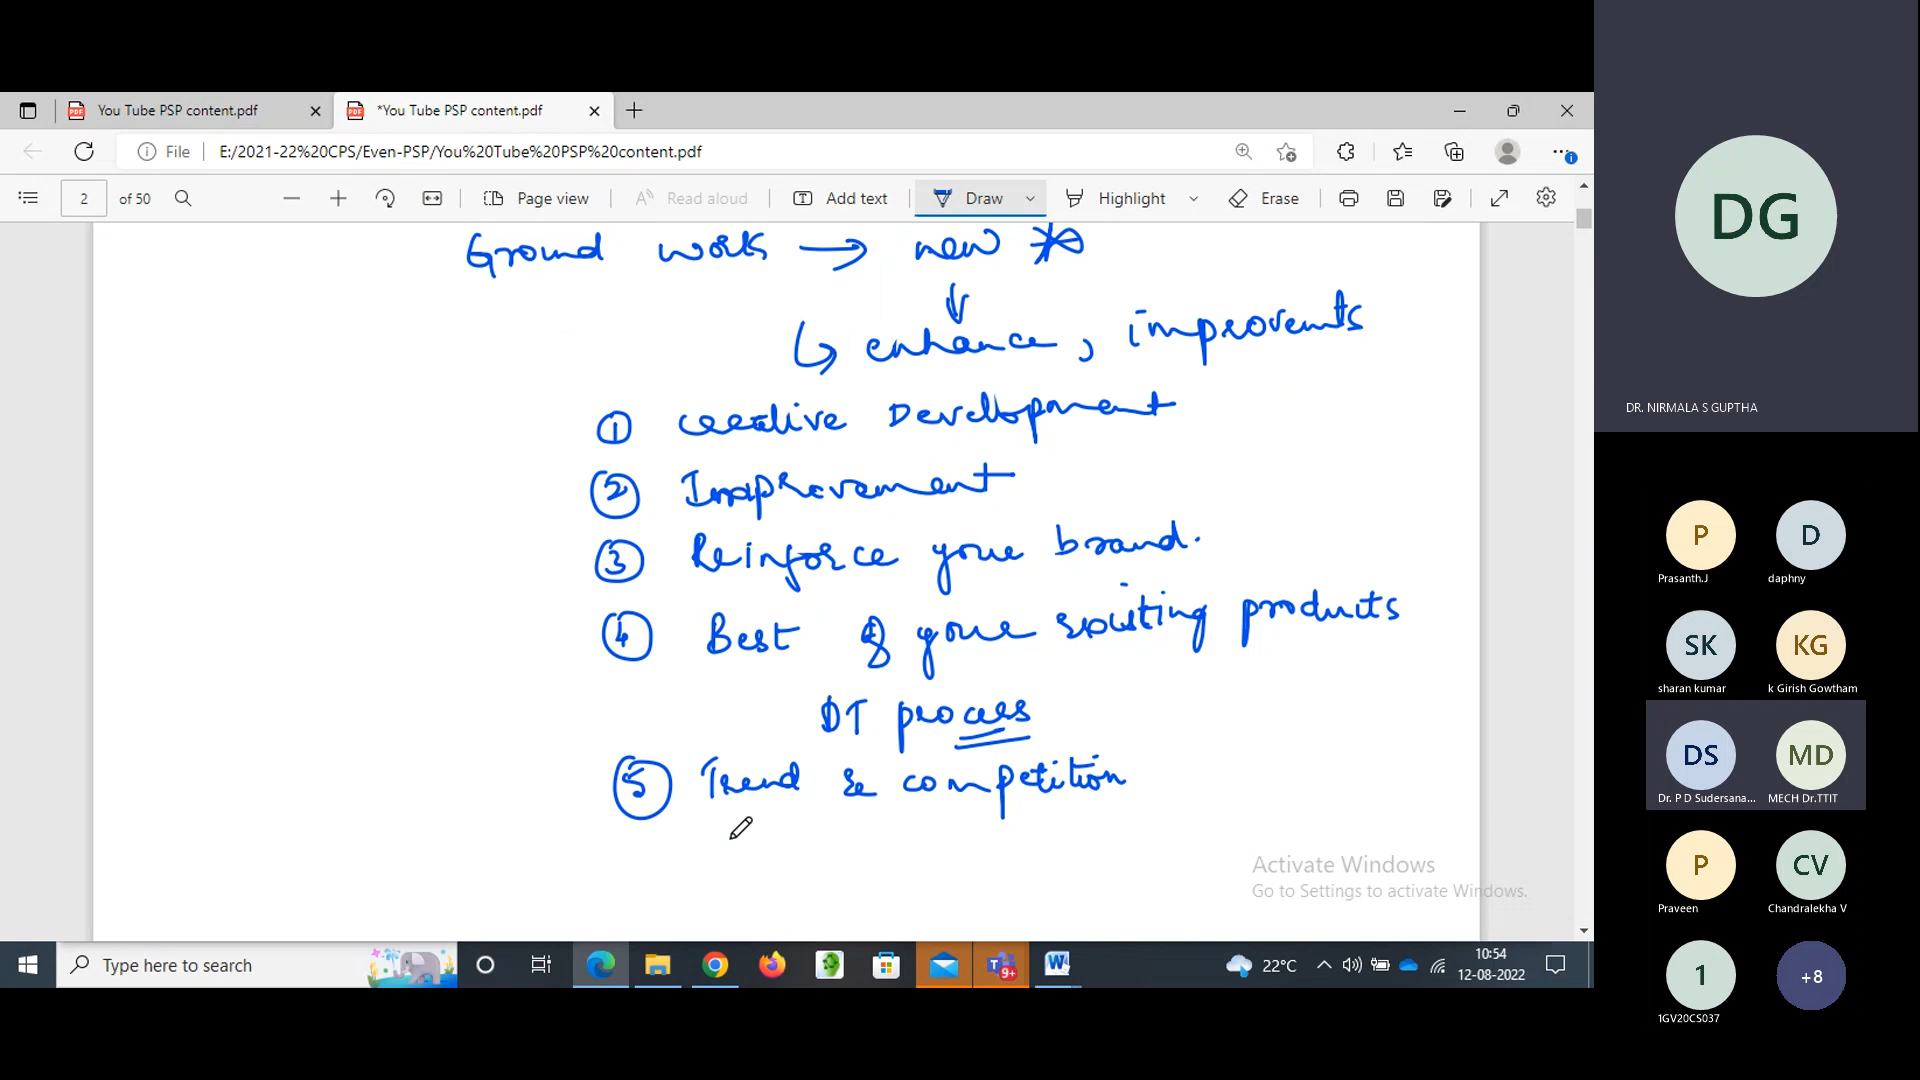 You Tube PSP content.pdf
*You Tube PSP content.pdf
File
E:/2021-22%20CPS/Even-PSP/You%20Tube%20PSP%20content.pdf
2 of 50
Page view
Read aloud
Add text
Draw
Highlight
Erase
Ground work → new
↳ enhance, improvents
① Creative Development
② Improvement
③ Reinforce your brand.
④ Best of your existing products
DT process
⑤ Trend & competition
Activate Windows
Go to Settings to activate Windows.
Type here to search
9+
22°C
10:54
12-08-2022
DG
DR. NIRMALA S GUPTHA
P D
Prasanth.J daphny
SK KG
sharan kumar k Girish Gowtham
DS MD
Dr. P D Sudersana... MECH Dr.TTIT
P CV
Praveen Chandralekha V
1 +8
1GV20CS037